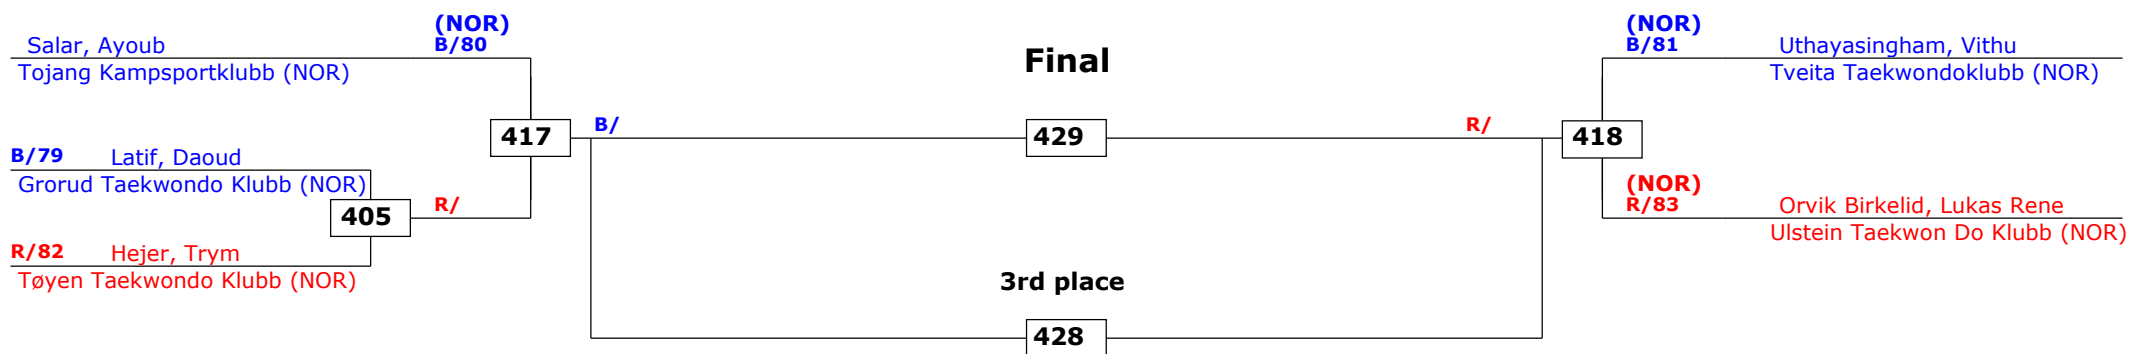 (NOR)
Salar, Ayoub B/80
Tojang Kampsportklubb (NOR)
Final
(NOR)
B/81 Uthayasingham, Vithu
Tveita Taekwondoklubb (NOR)
417 B/ 429 R/ 418
B/79 Latif, Daoud
Grorud Taekwondo Klubb (NOR)
405 R/
R/82 Hejer, Trym
Tøyen Taekwondo Klubb (NOR)
(NOR)
R/83 Orvik Birkelid, Lukas Rene
Ulstein Taekwon Do Klubb (NOR)
3rd place
428